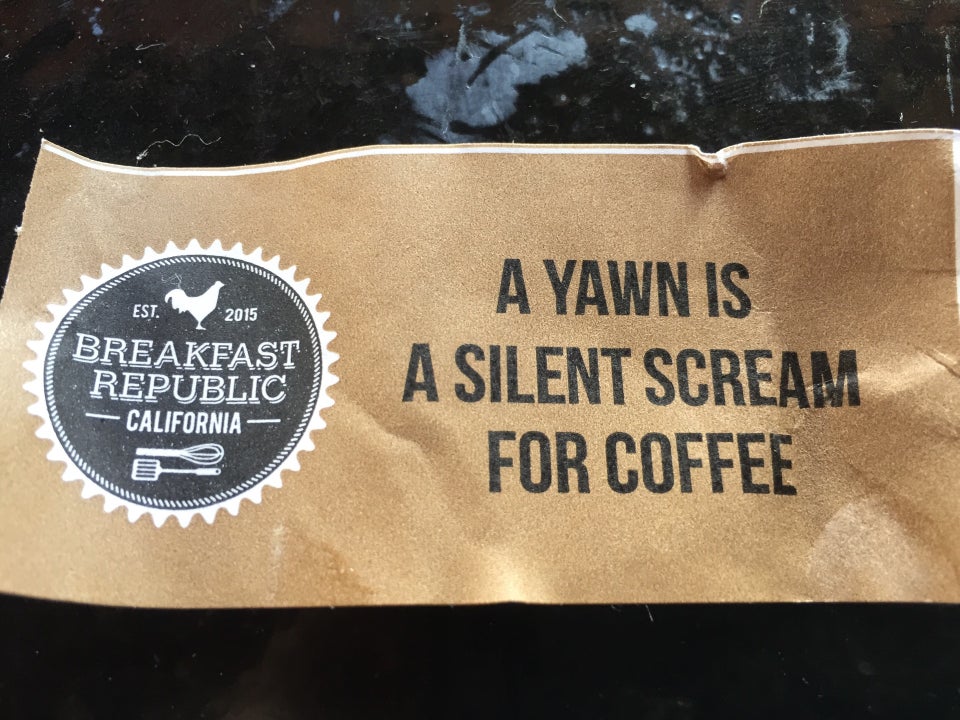 EST. 2015
BREAKFAST
REPUBLIC
CALIFORNIA
A YAWN IS
A SILENT SCREAM
FOR COFFEE